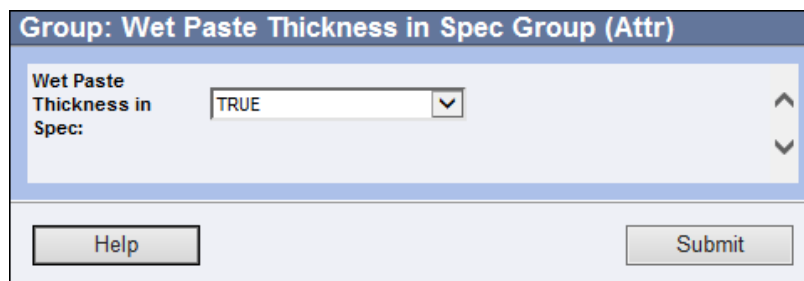 Group: Wet Paste Thickness in Spec Group (Attr)
Wet Paste
Thickness in
Spec:
TRUE
Help
Submit